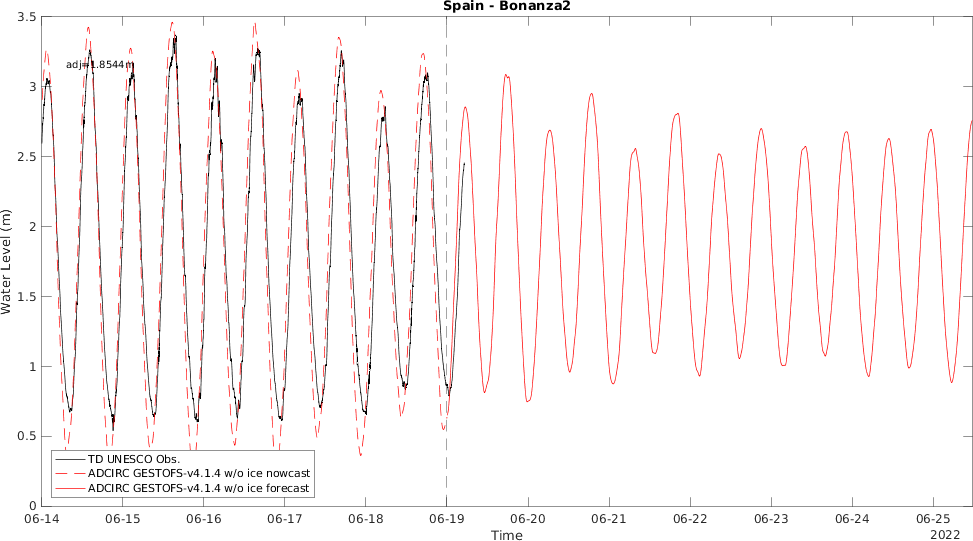 Spain - Bonanza2
3.5
3
2.5
2
1.5
1
0.5
0
Water Level (m)
adj=1.8544m
TD UNESCO Obs.
ADCIRC GESTOFS-v4.1.4 w/o ice nowcast
ADCIRC GESTOFS-v4.1.4 w/o ice forecast
06-14 06-15 06-16 06-17 06-18 06-19 06-20 06-21 06-22 06-23 06-24 06-25
Time
2022